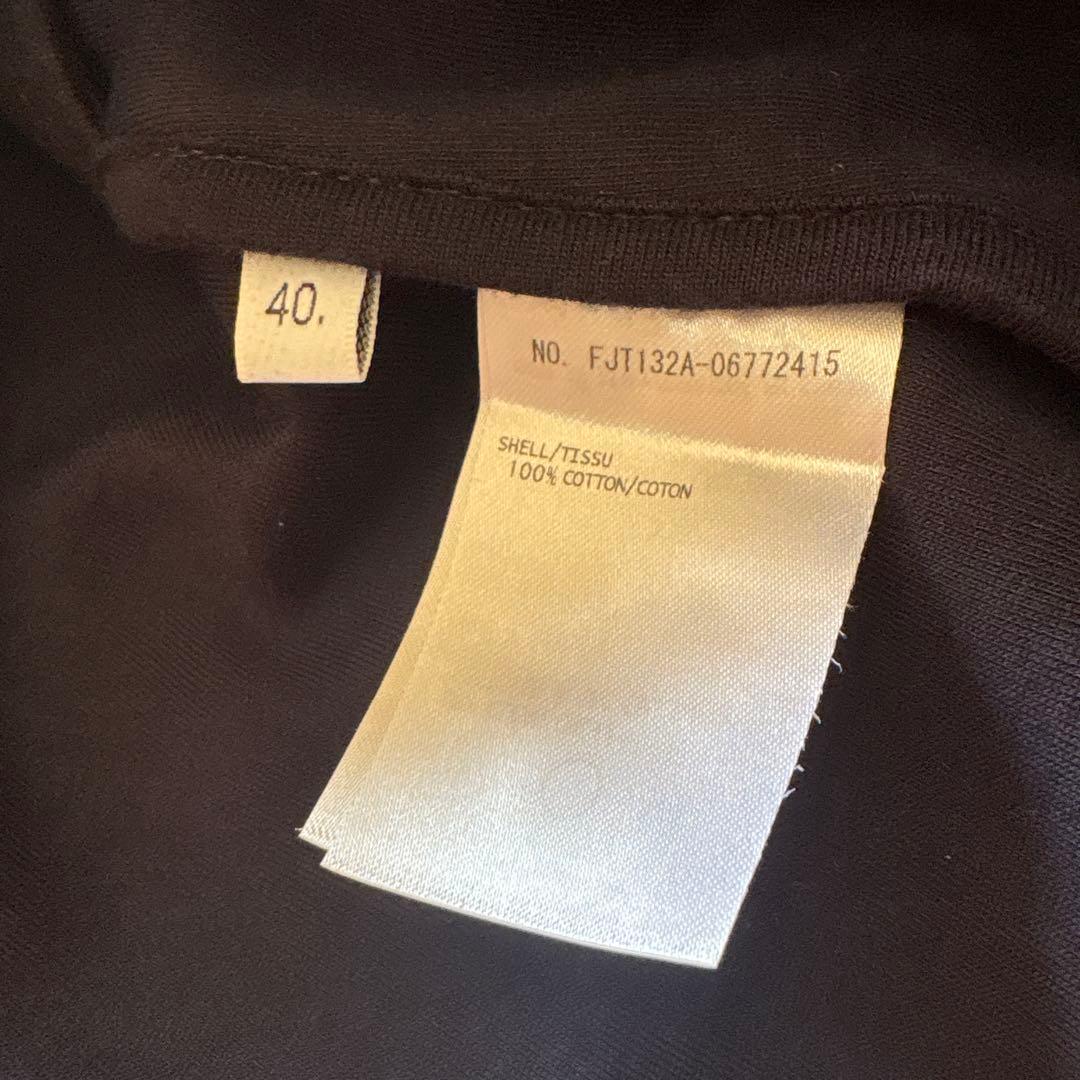 40.
NO. FJT132A-06772415
SHELL/TISSU
100% COTTON/COTON